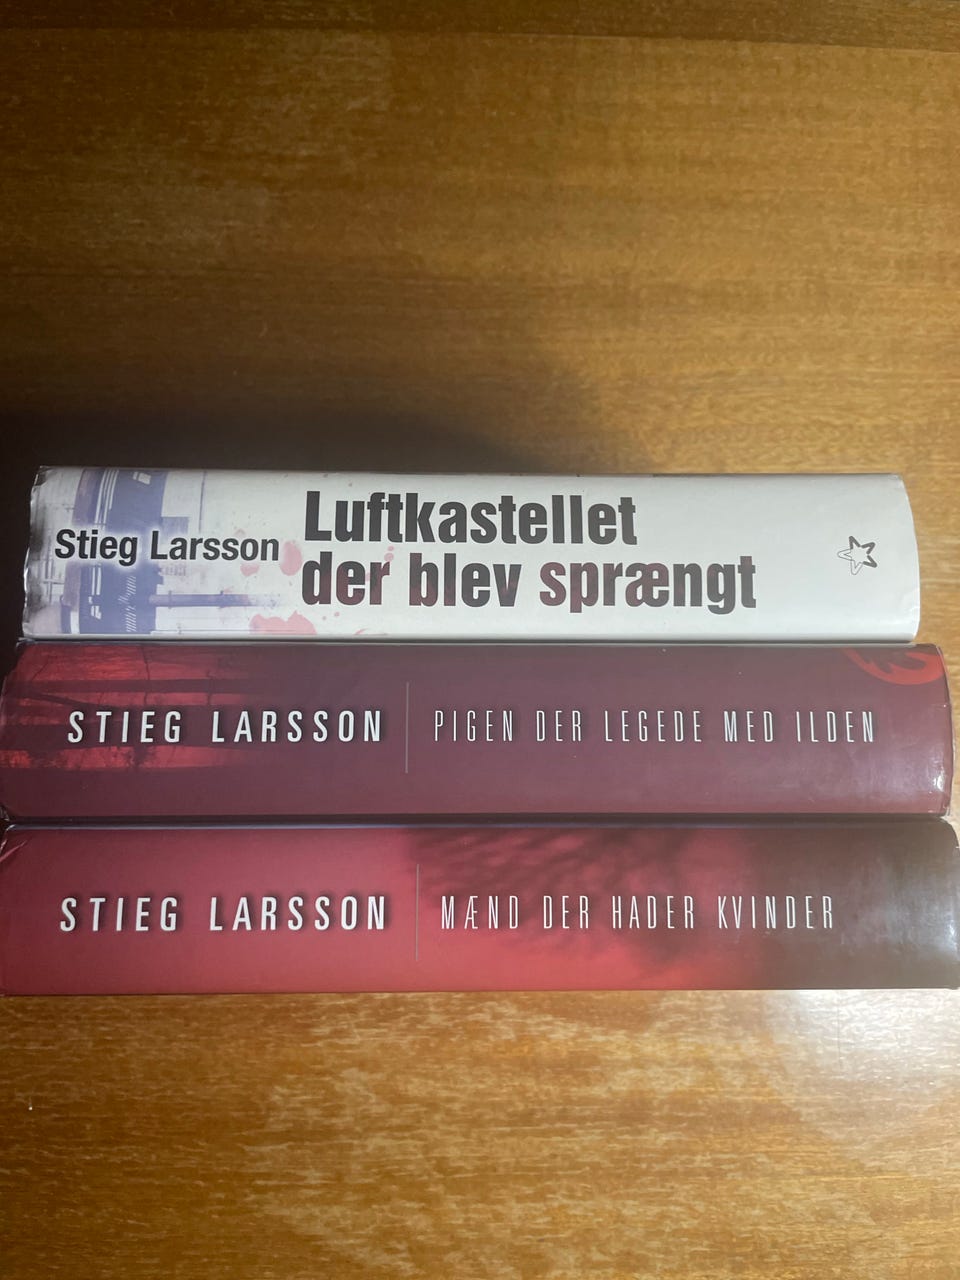 Stieg Larsson
Luftkastellet
der blev sprængt
STIEG LARSSON
PIGEN DER LEGEDE MED ILDEN
STIEG LARSSON
MÆND DER HADER KVINDER